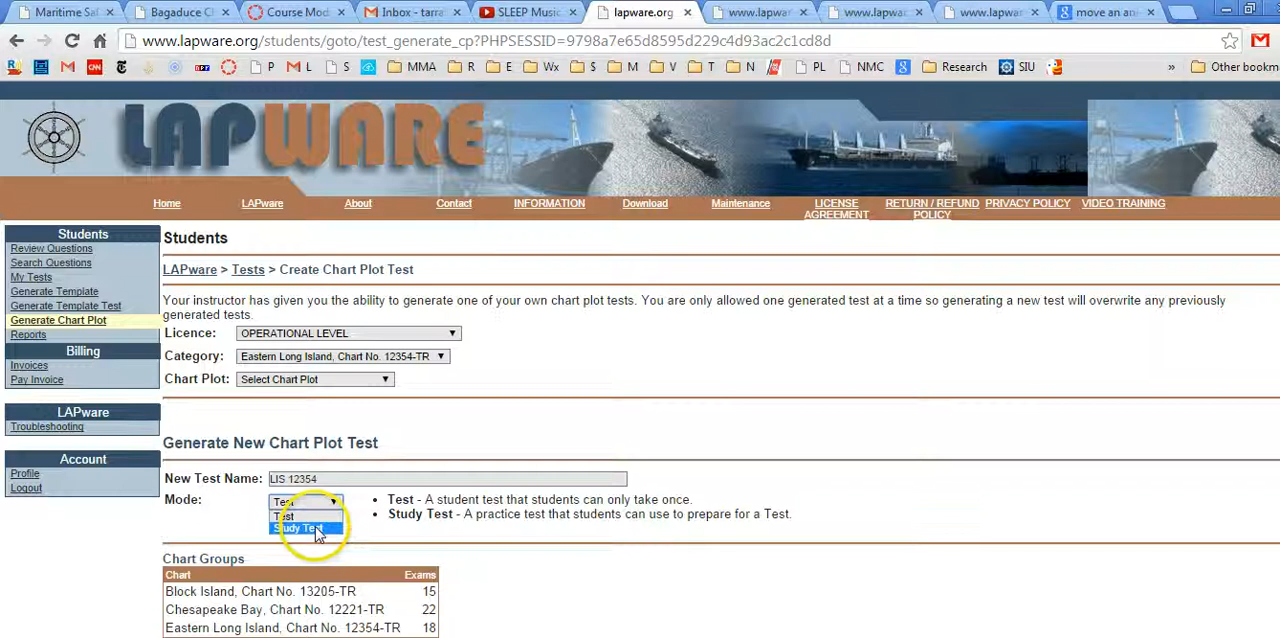 Maritime Sa
Bagaduce C
Course Mod
Inbox - tarra
SLEEP Music
lapware.org
www.lapwa
www.lapwa
www.lapwa
move an an
www.lapware.org/students/goto/test_generate_cp?PHPSESSID=9798a7e65d8595d229c4d93ac2c1cd8d
P
L
S
MMA
R
E
Wx
$
M
V
T
N
PL
NMC
Research
SIU
»
Other bookm
LAPWARE
Home
LAPware
About
Contact
INFORMATION
Download
Maintenance
LICENSE AGREEMENT
RETURN / REFUND POLICY
PRIVACY POLICY
VIDEO TRAINING
Students
Review Questions
Search Questions
My Tests
Generate Template
Generate Template Test
Generate Chart Plot
Reports
Billing
Invoices
Pay Invoice
LAPware
Troubleshooting
Account
Profile
Logout
Students
LAPware > Tests > Create Chart Plot Test
Your instructor has given you the ability to generate one of your own chart plot tests. You are only allowed one generated test at a time so generating a new test will overwrite any previously
generated tests.
Licence: OPERATIONAL LEVEL
Category: Eastern Long Island, Chart No. 12354-TR
Chart Plot: Select Chart Plot
Generate New Chart Plot Test
New Test Name: LIS 12354
Mode: Test
Test
Study Test
• Test - A student test that students can only take once.
• Study Test - A practice test that students can use to prepare for a Test.
Chart Groups
Chart Exams
Block Island, Chart No. 13205-TR 15
Chesapeake Bay, Chart No. 12221-TR 22
Eastern Long Island, Chart No. 12354-TR 18